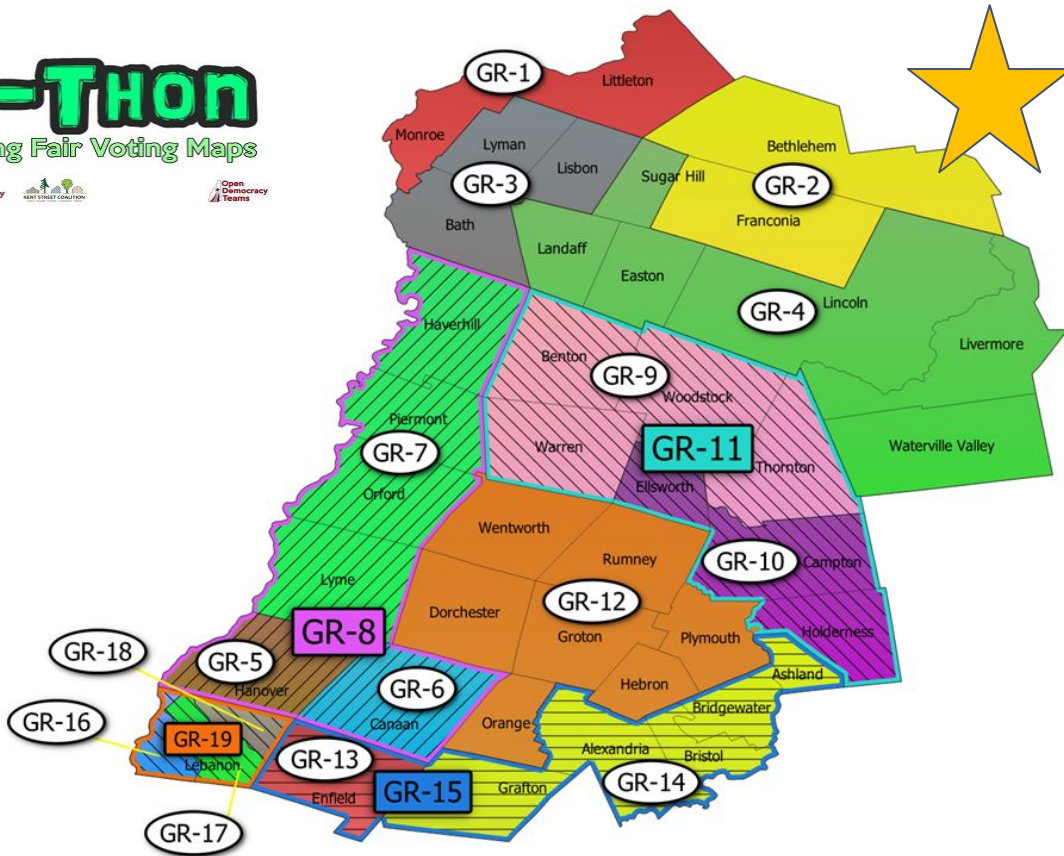 -THON
ng Fair Voting Maps
KENT STREET COALITION
Open
Democracy
Teams
GR-1
Littleton
Monroe
Lyman
Lisbon
GR-3
Bath
Sugar Hill
Bethlehem
GR-2
Franconia
Landaff
Easton
GR-4
Lincoln
Livermore
Waterville Valley
Haverhill
Benton
GR-9
Woodstock
Piermont
GR-7
Warren
GR-11
Thornton
Orford
Ellsworth
Wentworth
Rumney
GR-10
Campton
Lyme
GR-12
Dorchester
Groton
Plymouth
Holderness
GR-8
GR-18
GR-5
Hanover
GR-6
Canaan
Hebron
Ashland
Bridgewater
GR-16
GR-19
Lebanon
Orange
GR-13
Enfield
GR-15
Grafton
Alexandria
Bristol
GR-14
GR-17